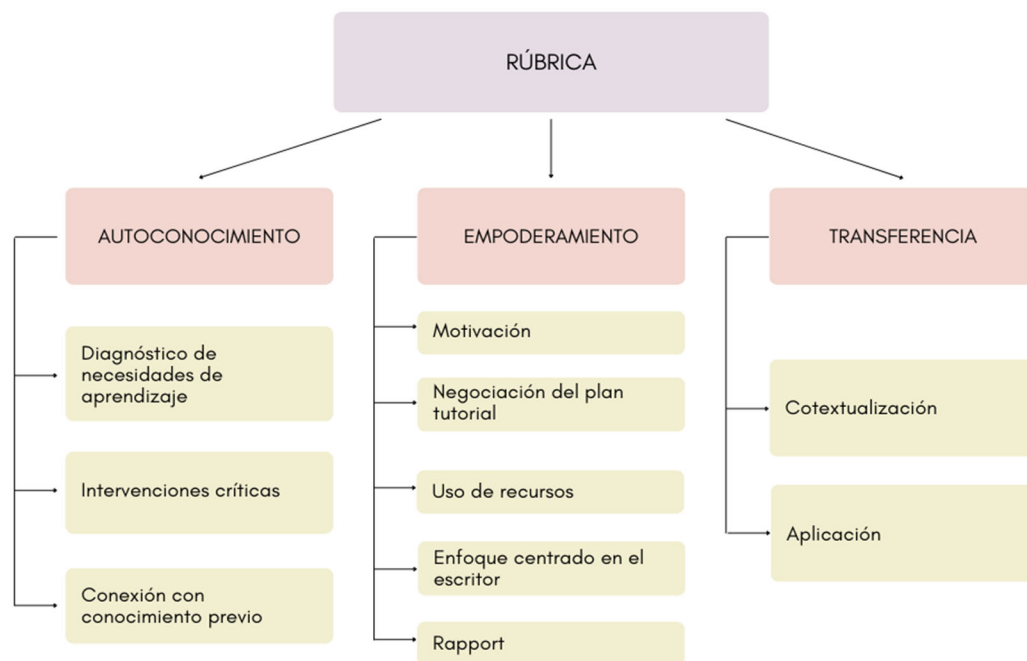 RÚBRICA
AUTOCONOCIMIENTO
Diagnóstico de
necesidades de
aprendizaje
Intervenciones críticas
Conexión con
conocimiento previo
EMPODERAMIENTO
Motivación
Negociación del plan
tutorial
Uso de recursos
Enfoque centrado en el
escritor
Rapport
TRANSFERENCIA
Cotextualización
Aplicación